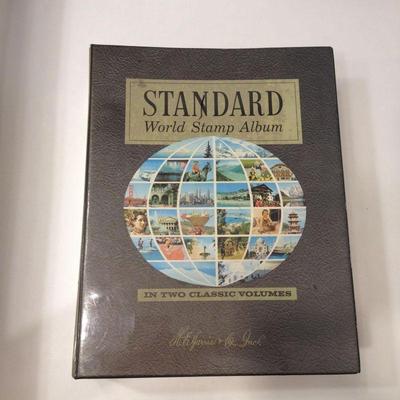 STANDARD
World Stamp Album
IN TWO CLASSIC VOLUMES
H.E. Harris & Co., Inc.